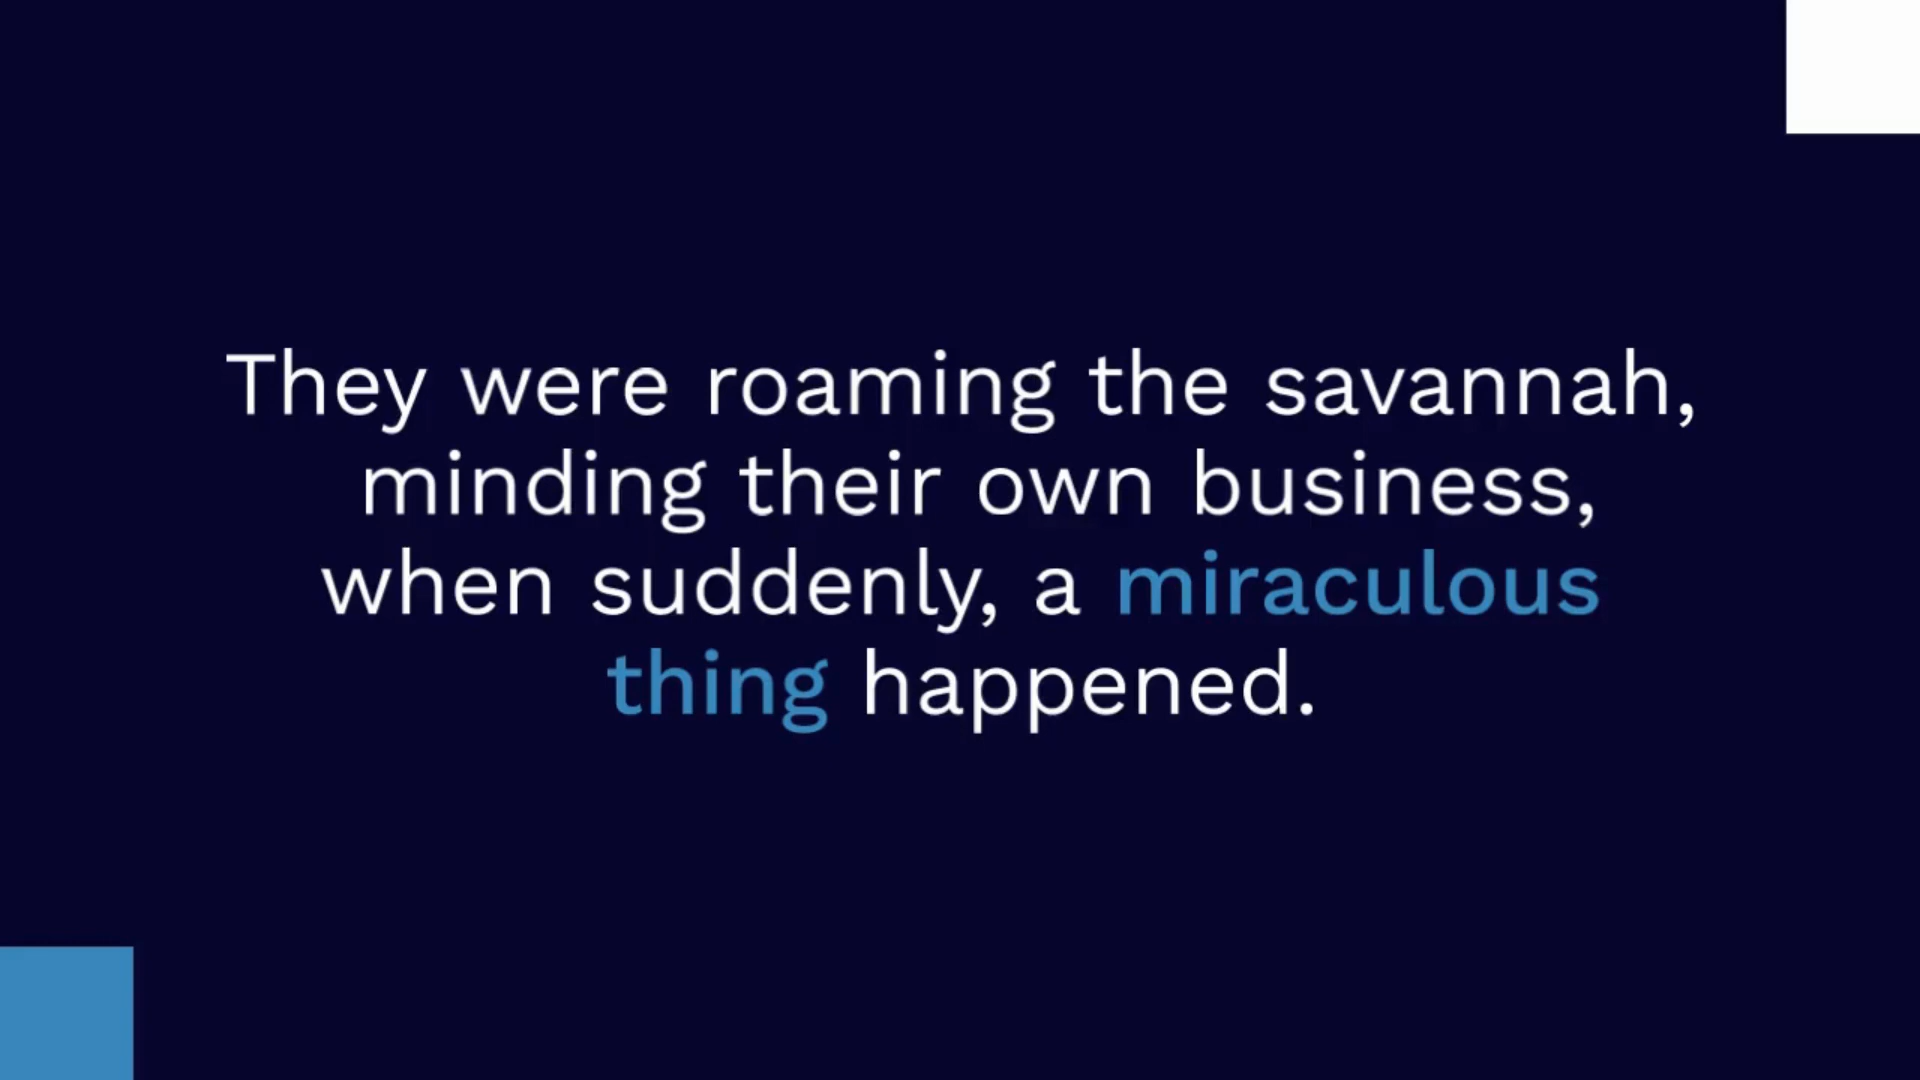 They were roaming the savannah,
minding their own business,
when suddenly, a miraculous
thing happened.